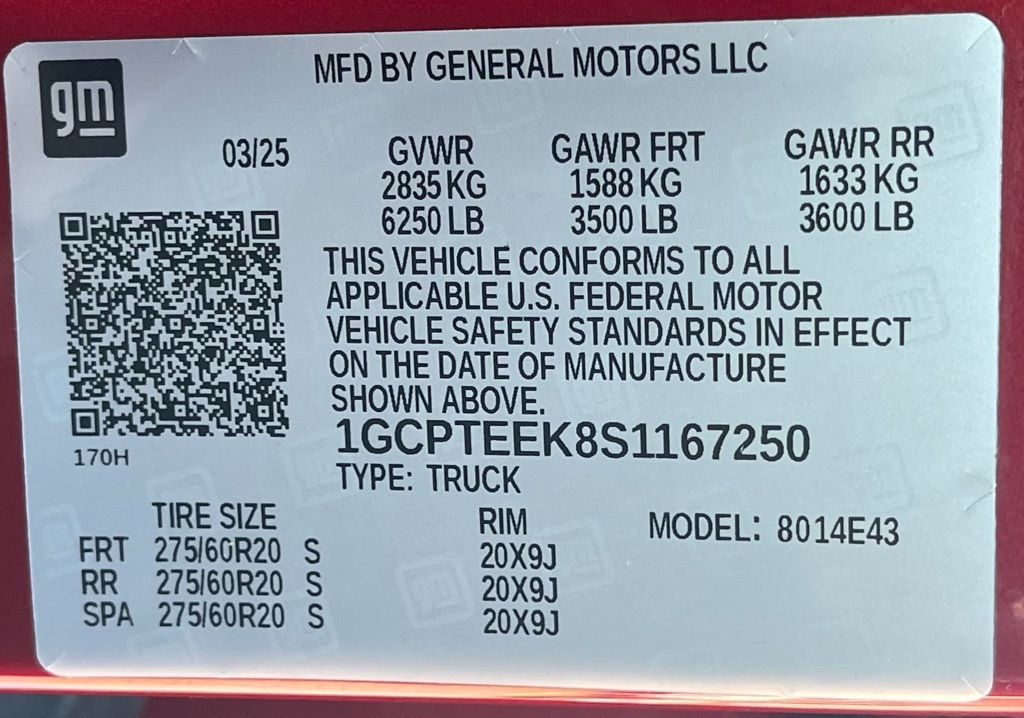 gm
MFD BY GENERAL MOTORS LLC
03/25 GVWR GAWR FRT GAWR RR
2835 KG 1588 KG 1633 KG
6250 LB 3500 LB 3600 LB
THIS VEHICLE CONFORMS TO ALL
APPLICABLE U.S. FEDERAL MOTOR
VEHICLE SAFETY STANDARDS IN EFFECT
ON THE DATE OF MANUFACTURE
SHOWN ABOVE.
170H
1GCPTEEK8S1167250
TYPE: TRUCK
TIRE SIZE RIM MODEL: 8014E43
FRT 275/60R20 S 20X9J
RR 275/60R20 S 20X9J
SPA 275/60R20 S 20X9J